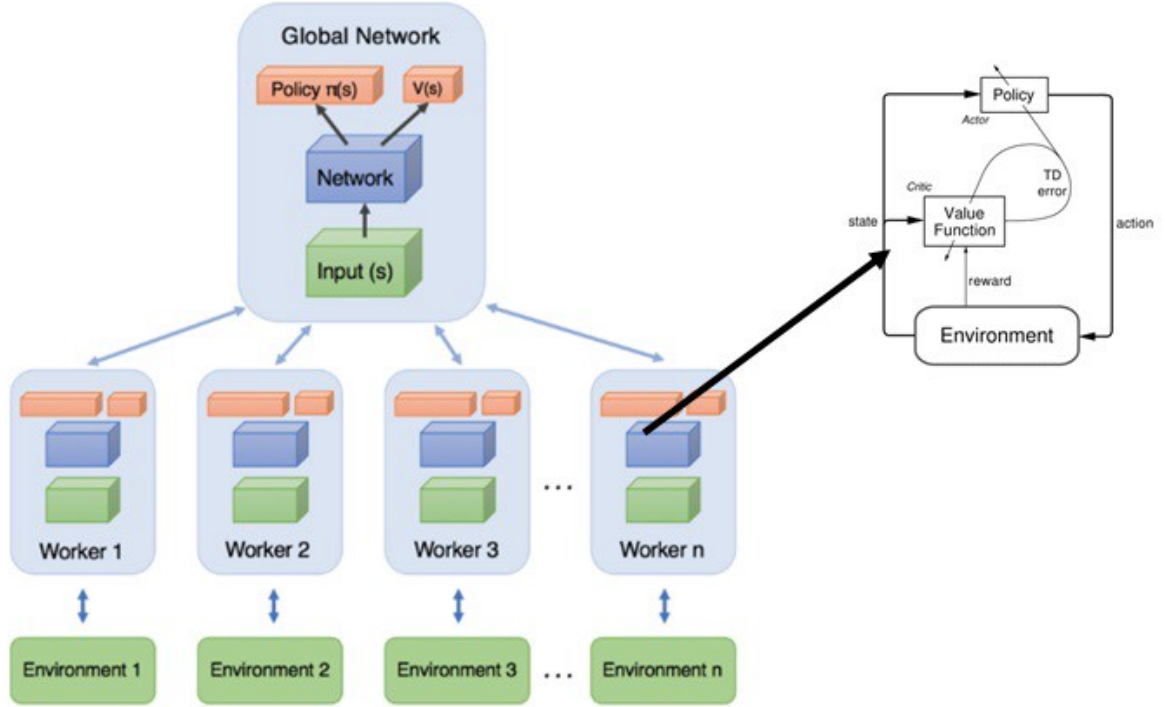 Global Network
Policy π(s)
V(s)
Network
Input (s)
Worker 1
Worker 2
Worker 3
...
Worker n
Environment 1
Environment 2
Environment 3
...
Environment n
Policy
Actor
TD
error
Critic
Value
Function
state
action
reward
Environment